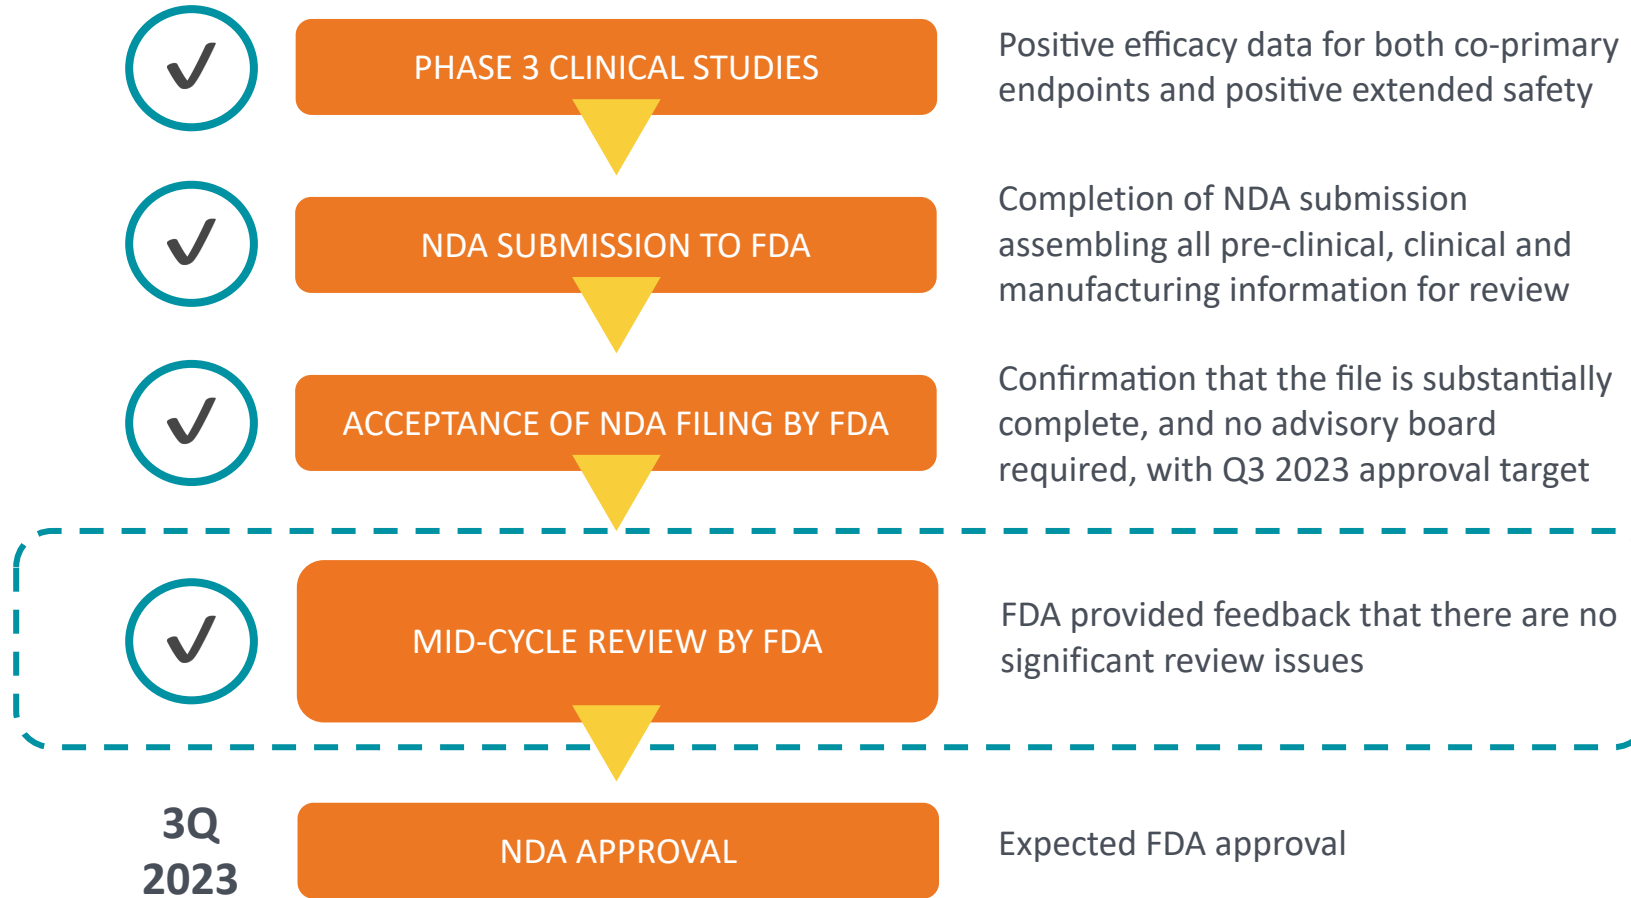 PHASE 3 CLINICAL STUDIES
Positive efficacy data for both co-primary
endpoints and positive extended safety
NDA SUBMISSION TO FDA
Completion of NDA submission
assembling all pre-clinical, clinical and
manufacturing information for review
ACCEPTANCE OF NDA FILING BY FDA
Confirmation that the file is substantially
complete, and no advisory board
required, with Q3 2023 approval target
MID-CYCLE REVIEW BY FDA
FDA provided feedback that there are no
significant review issues
3Q
2023
NDA APPROVAL
Expected FDA approval